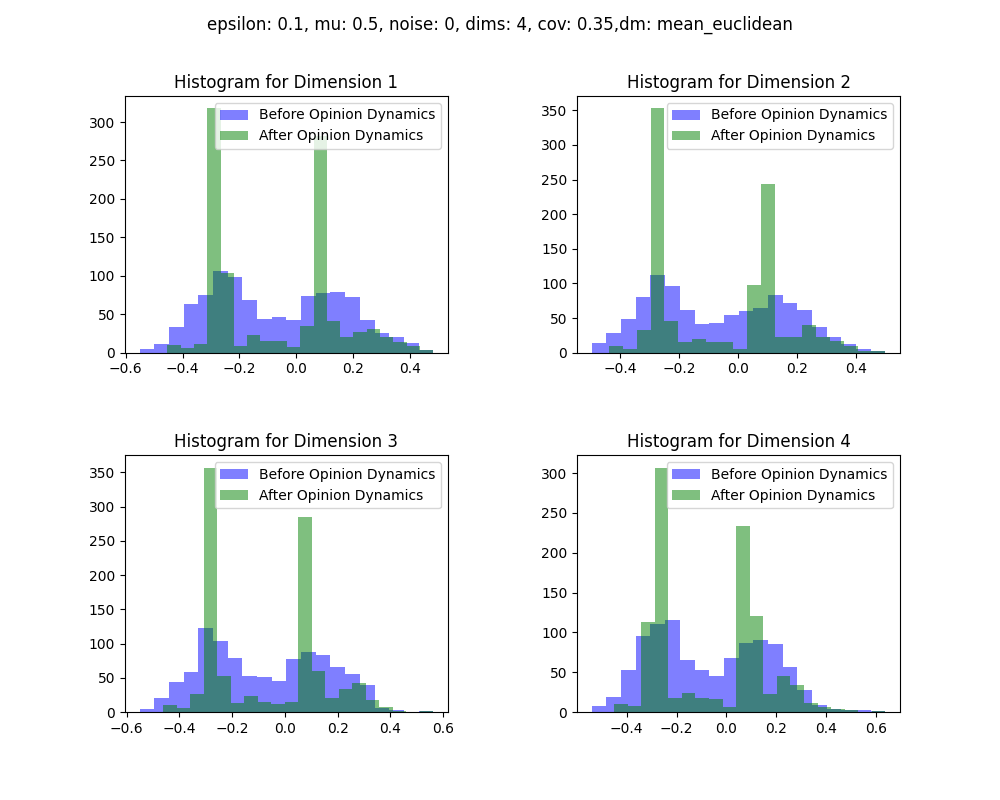 epsilon: 0.1, mu: 0.5, noise: 0, dims: 4, cov: 0.35,dm: mean_euclidean
Histogram for Dimension 1
Before Opinion Dynamics
After Opinion Dynamics
300
250
200
150
100
50
0
−0.6 −0.4 −0.2 0.0 0.2 0.4
Histogram for Dimension 2
Before Opinion Dynamics
After Opinion Dynamics
350
300
250
200
150
100
50
0
−0.4 −0.2 0.0 0.2 0.4
Histogram for Dimension 3
Before Opinion Dynamics
After Opinion Dynamics
350
300
250
200
150
100
50
0
−0.6 −0.4 −0.2 0.0 0.2 0.4 0.6
Histogram for Dimension 4
Before Opinion Dynamics
After Opinion Dynamics
300
250
200
150
100
50
0
−0.4 −0.2 0.0 0.2 0.4 0.6